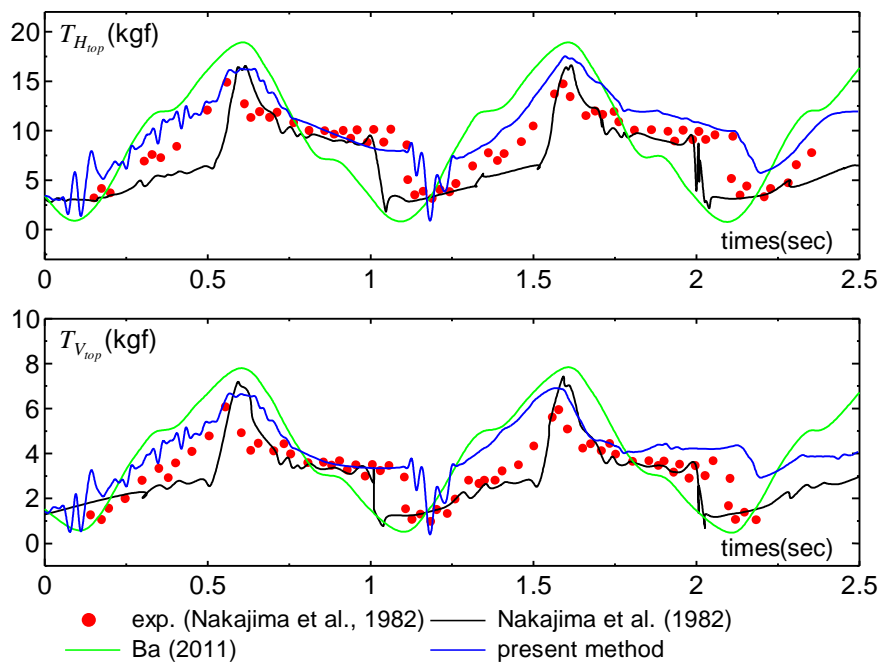 T_{H_{top}} (kgf)
20
15
10
5
0
times(sec)
0 0.5 1 1.5 2 2.5
T_{V_{top}} (kgf)
10
8
6
4
2
0
times(sec)
0 0.5 1 1.5 2 2.5
exp. (Nakajima et al., 1982) Nakajima et al. (1982)
Ba (2011) present method